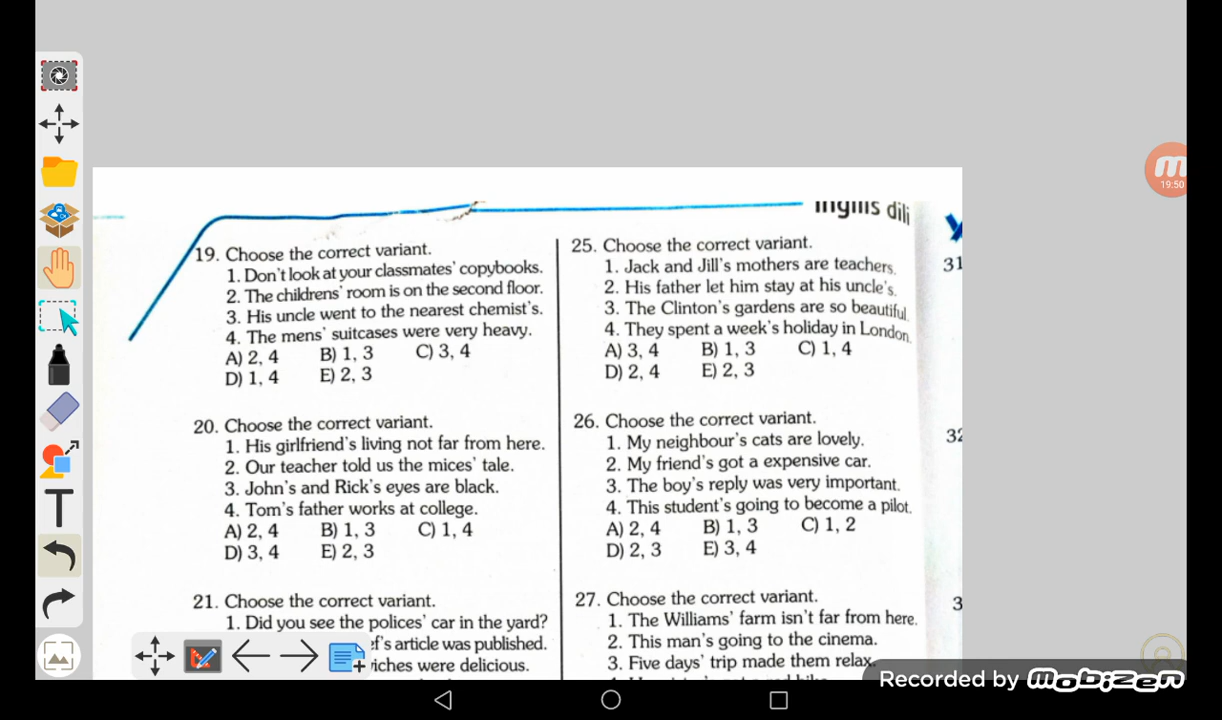 19:50
Ingilis dili
19. Choose the correct variant.
1. Don't look at your classmates' copybooks.
2. The childrens' room is on the second floor.
3. His uncle went to the nearest chemist's.
4. The mens' suitcases were very heavy.
A) 2, 4 B) 1, 3 C) 3, 4
D) 1, 4 E) 2, 3
20. Choose the correct variant.
1. His girlfriend's living not far from here.
2. Our teacher told us the mices' tale.
3. John's and Rick's eyes are black.
4. Tom's father works at college.
A) 2, 4 B) 1, 3 C) 1, 4
D) 3, 4 E) 2, 3
21. Choose the correct variant.
1. Did you see the polices' car in the yard?
article was published.
were delicious.
25. Choose the correct variant.
1. Jack and Jill's mothers are teachers.
2. His father let him stay at his uncle's.
3. The Clinton's gardens are so beautiful.
4. They spent a week's holiday in London.
A) 3, 4 B) 1, 3 C) 1, 4
D) 2, 4 E) 2, 3
26. Choose the correct variant.
1. My neighbour's cats are lovely.
2. My friend's got a expensive car.
3. The boy's reply was very important.
4. This student's going to become a pilot.
A) 2, 4 B) 1, 3 C) 1, 2
D) 2, 3 E) 3, 4
27. Choose the correct variant.
1. The Williams' farm isn't far from here.
2. This man's going to the cinema.
3. Five days' trip made them relax.
31
32
3
T
Recorded by mobizen